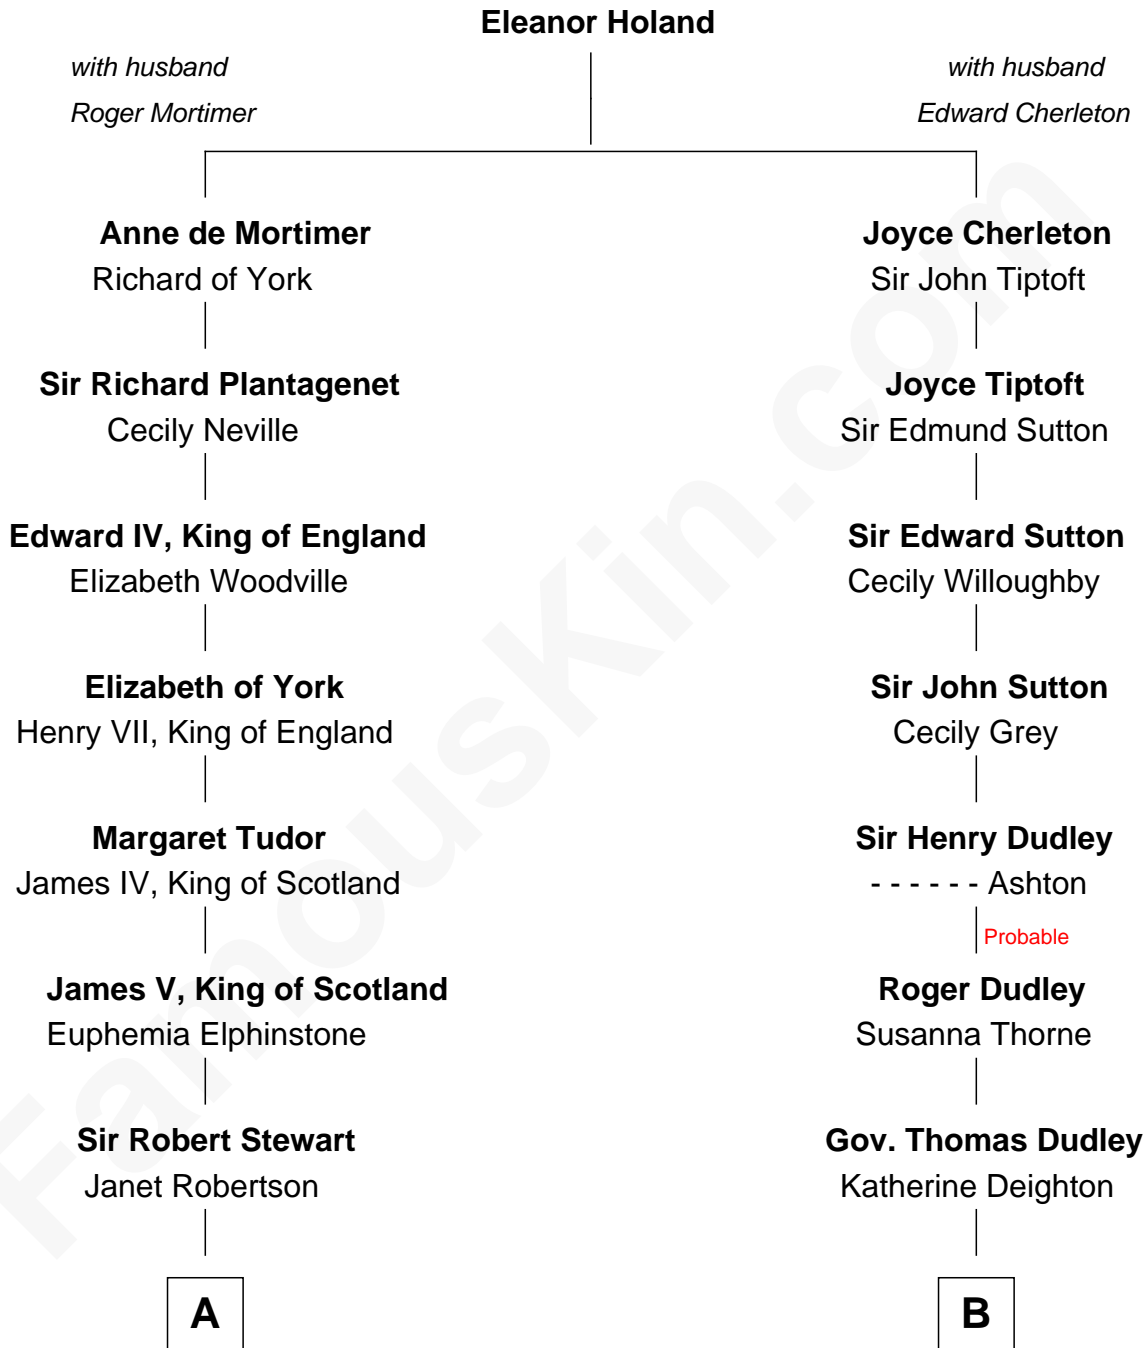 Eleanor Holand
with husband
Roger Mortimer
with husband
Edward Cherleton
Anne de Mortimer
Richard of York
Joyce Cherleton
Sir John Tiptoft
Sir Richard Plantagenet
Cecily Neville
Joyce Tiptoft
Sir Edmund Sutton
Edward IV, King of England
Elizabeth Woodville
Sir Edward Sutton
Cecily Willoughby
Elizabeth of York
Henry VII, King of England
Sir John Sutton
Cecily Grey
Margaret Tudor
James IV, King of Scotland
Sir Henry Dudley
- - - - - - Ashton
Probable
James V, King of Scotland
Euphemia Elphinstone
Roger Dudley
Susanna Thorne
Sir Robert Stewart
Janet Robertson
Gov. Thomas Dudley
Katherine Deighton
A
B
FamousKin.com